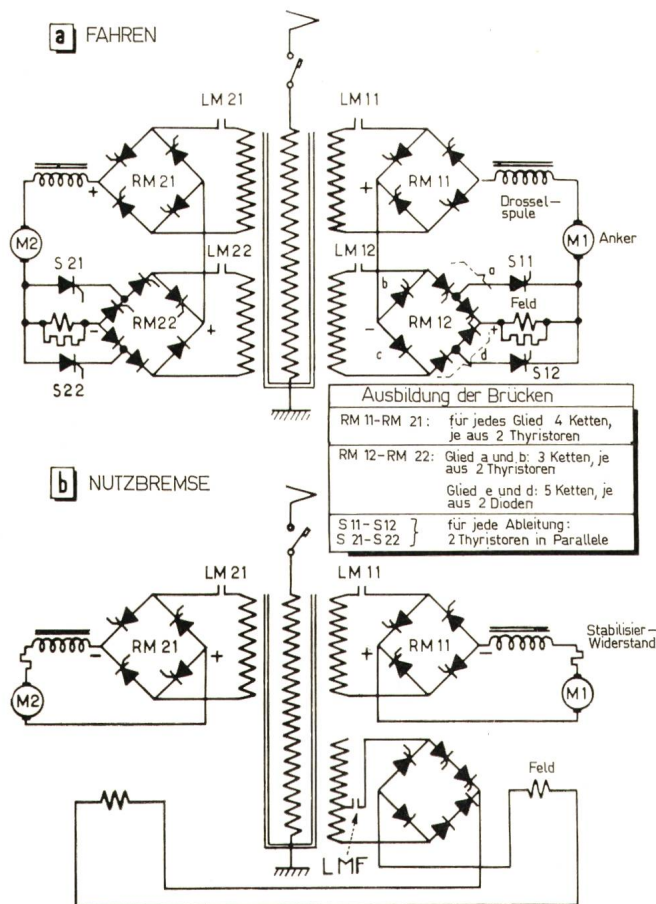 a FAHREN
LM 21
LM 11
RM 21
RM 11
+
+
Drossel-
spule
M2
M1
Anker
S 21
LM 22
LM 12
a
S 11
b
Feld
RM 22
RM 12
−
+
−
+
c
d
S22
S 12
Ausbildung der Brücken
RM 11-RM 21: für jedes Glied 4 Ketten,
je aus 2 Thyristoren
RM 12-RM 22: Glied a und b: 3 Ketten, je
aus 2 Thyristoren
Glied e und d: 5 Ketten, je
aus 2 Dioden
S 11-S12 } für jede Ableitung:
S 21-S22 } 2 Thyristoren in Parallele
b NUTZBREMSE
LM 21
LM 11
Stabilisier-
Widerstand
RM 21
RM 11
−
+
+
−
M2
M1
Feld
LMF